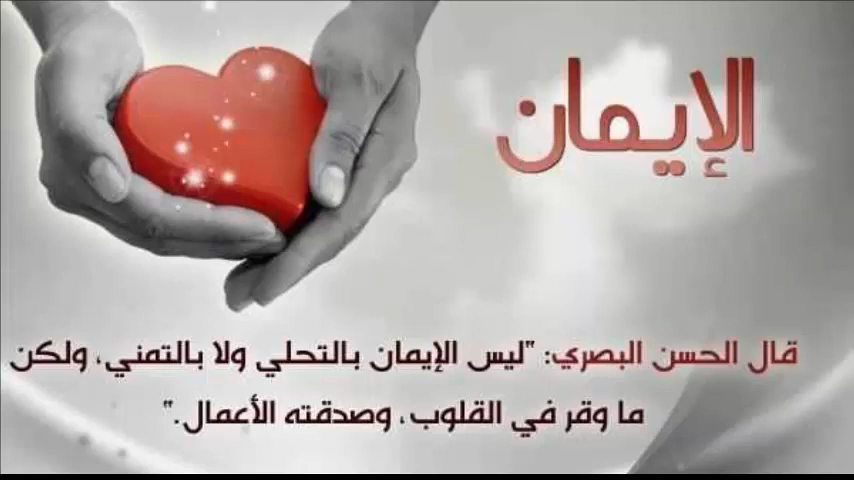 الإيمان
قال الحسن البصري: "ليس الإيمان بالتحلي ولا بالتمني، ولكن
ما وقر في القلوب، وصدقته الأعمال."